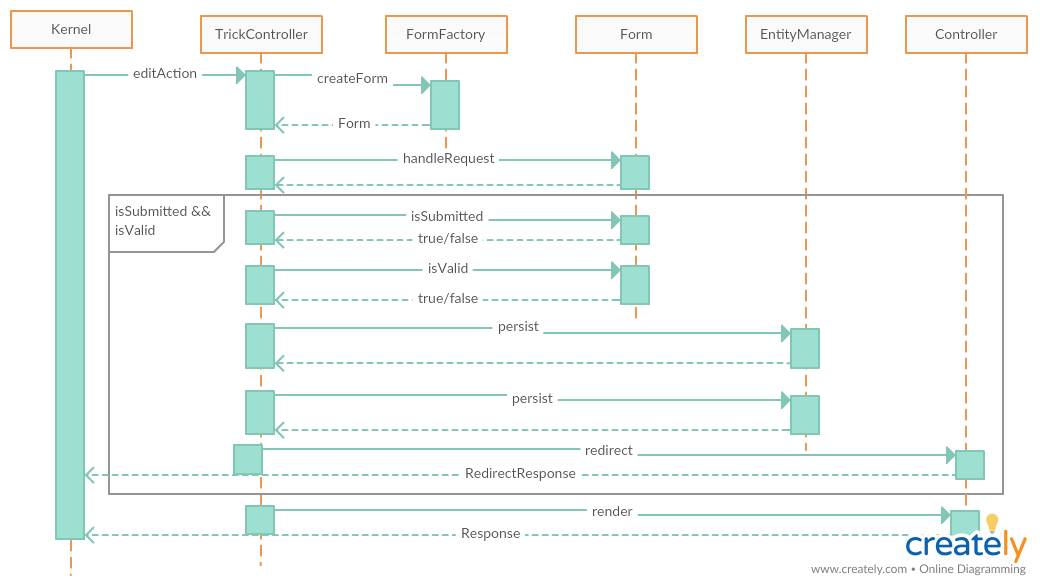 Kernel
TrickController
FormFactory
Form
EntityManager
Controller
editAction
createForm
Form
handleRequest
isSubmitted &&
isValid
isSubmitted
true/false
isValid
true/false
persist
persist
redirect
RedirectResponse
render
Response
creately
www.creately.com • Online Diagramming